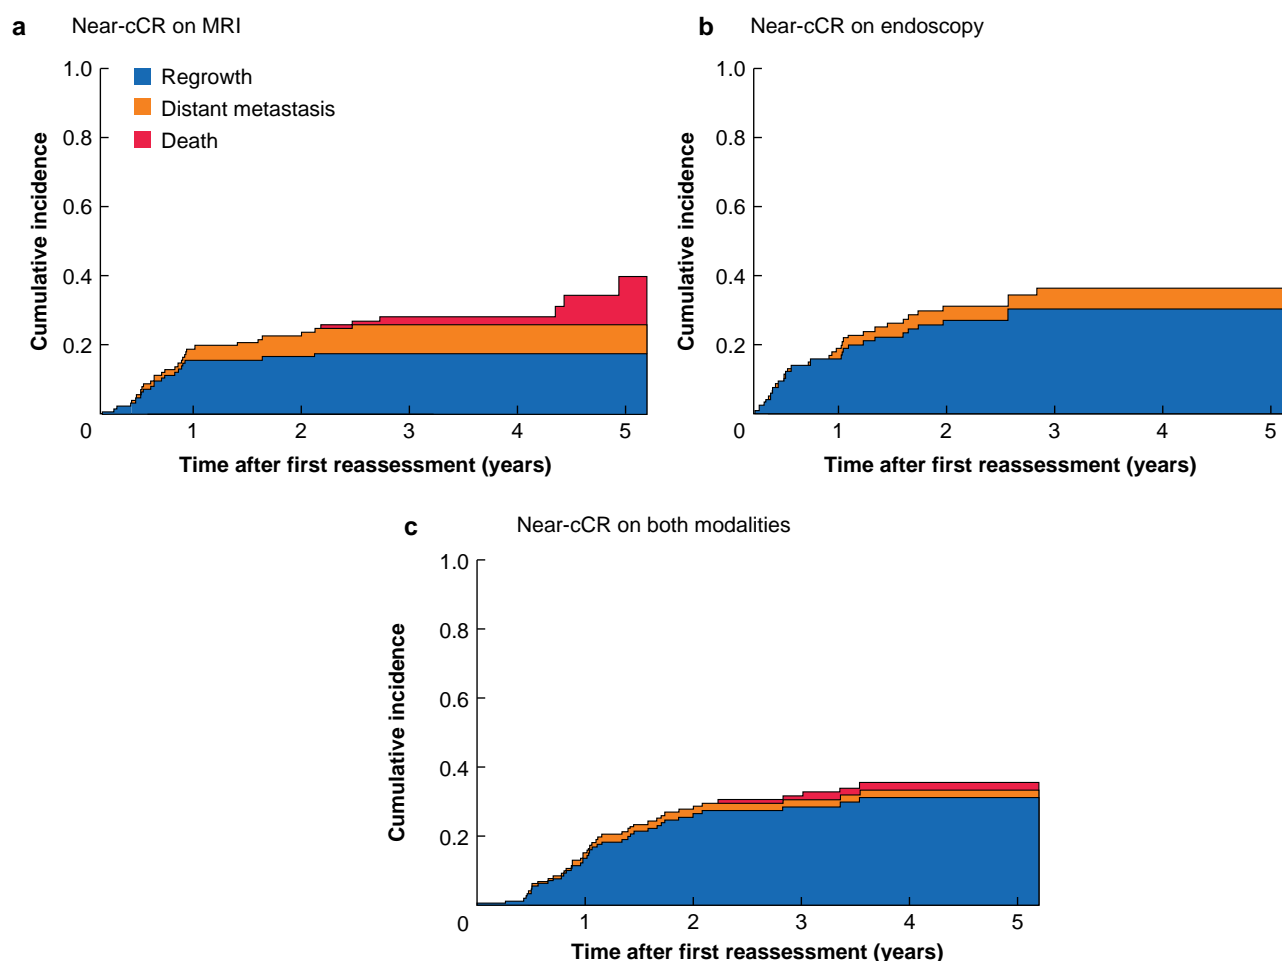 a Near-cCR on MRI
1.0
0.8
0.6
0.4
0.2
0
Cumulative incidence
Regrowth
Distant metastasis
Death
1 2 3 4 5
Time after first reassessment (years)
b Near-cCR on endoscopy
1.0
0.8
0.6
0.4
0.2
0
Cumulative incidence
1 2 3 4 5
Time after first reassessment (years)
c Near-cCR on both modalities
1.0
0.8
0.6
0.4
0.2
0
Cumulative incidence
1 2 3 4 5
Time after first reassessment (years)